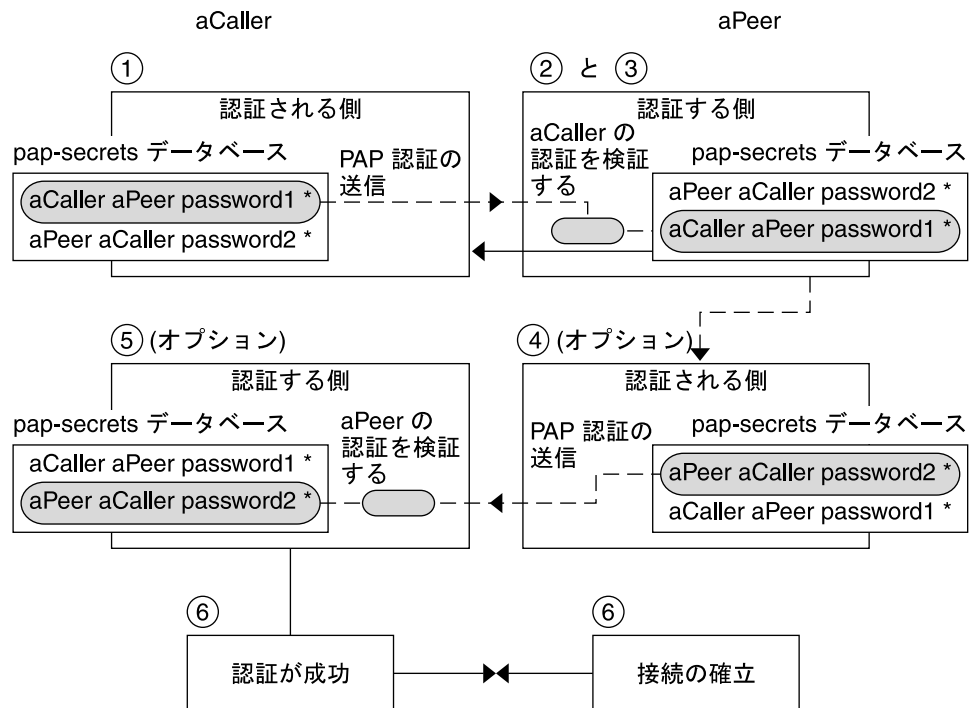 aCaller
aPeer
①
② と ③
認証される側
認証する側
pap-secrets データベース
PAP 認証の
送信
aCaller aPeer password1 *
aPeer aCaller password2 *
aCaller の
認証を検証
する
pap-secrets データベース
aPeer aCaller password2 *
aCaller aPeer password1 *
⑤ (オプション)
④ (オプション)
認証する側
認証される側
pap-secrets データベース
aPeer の
認証を検証
する
aCaller aPeer password1 *
aPeer aCaller password2 *
PAP 認証の
送信
pap-secrets データベース
aPeer aCaller password2 *
aCaller aPeer password1 *
⑥
⑥
認証が成功
接続の確立